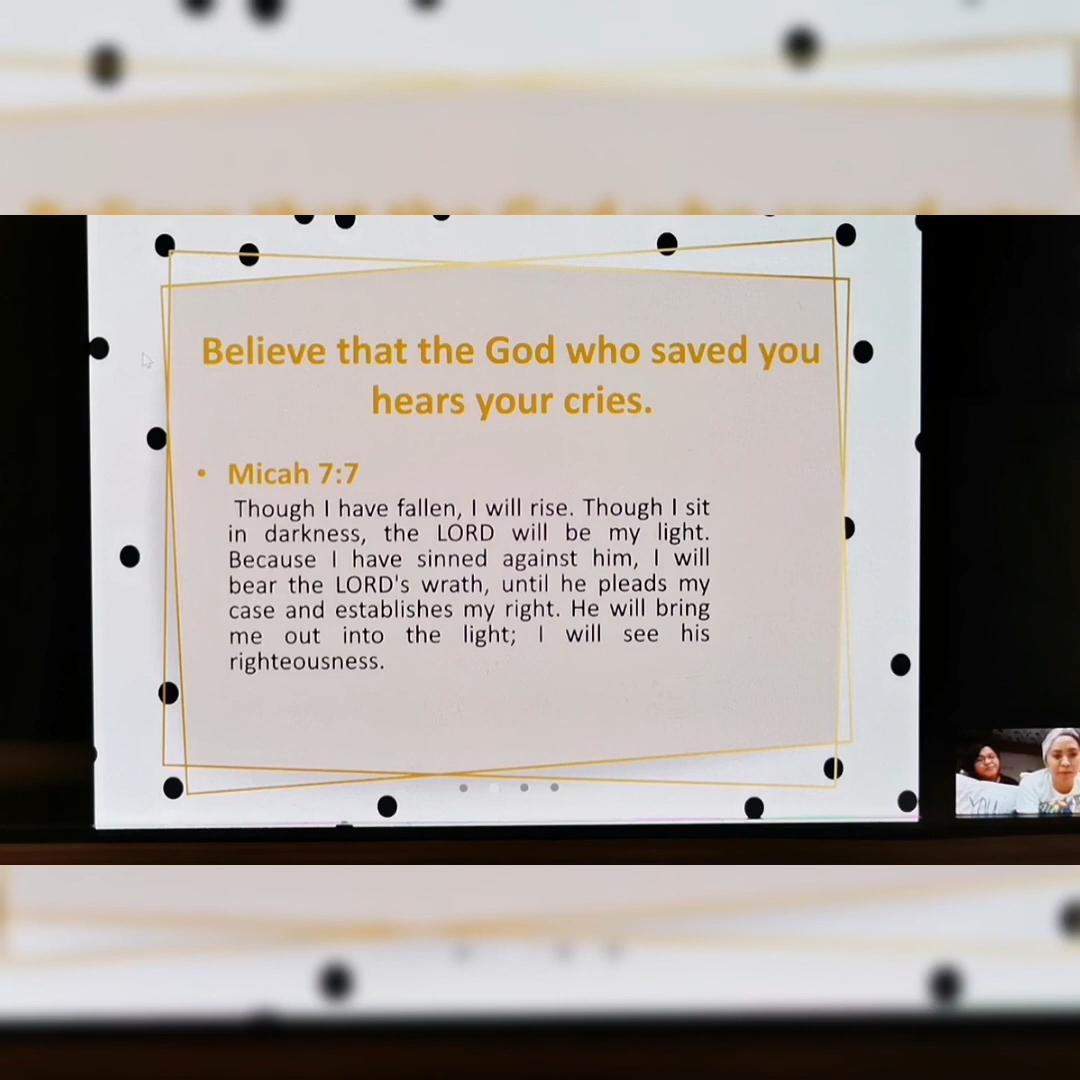 Believe that the God who saved you
hears your cries.
• Micah 7:7
Though I have fallen, I will rise. Though I sit
in darkness, the LORD will be my light.
Because I have sinned against him, I will
bear the LORD's wrath, until he pleads my
case and establishes my right. He will bring
me out into the light; I will see his
righteousness.
YOU